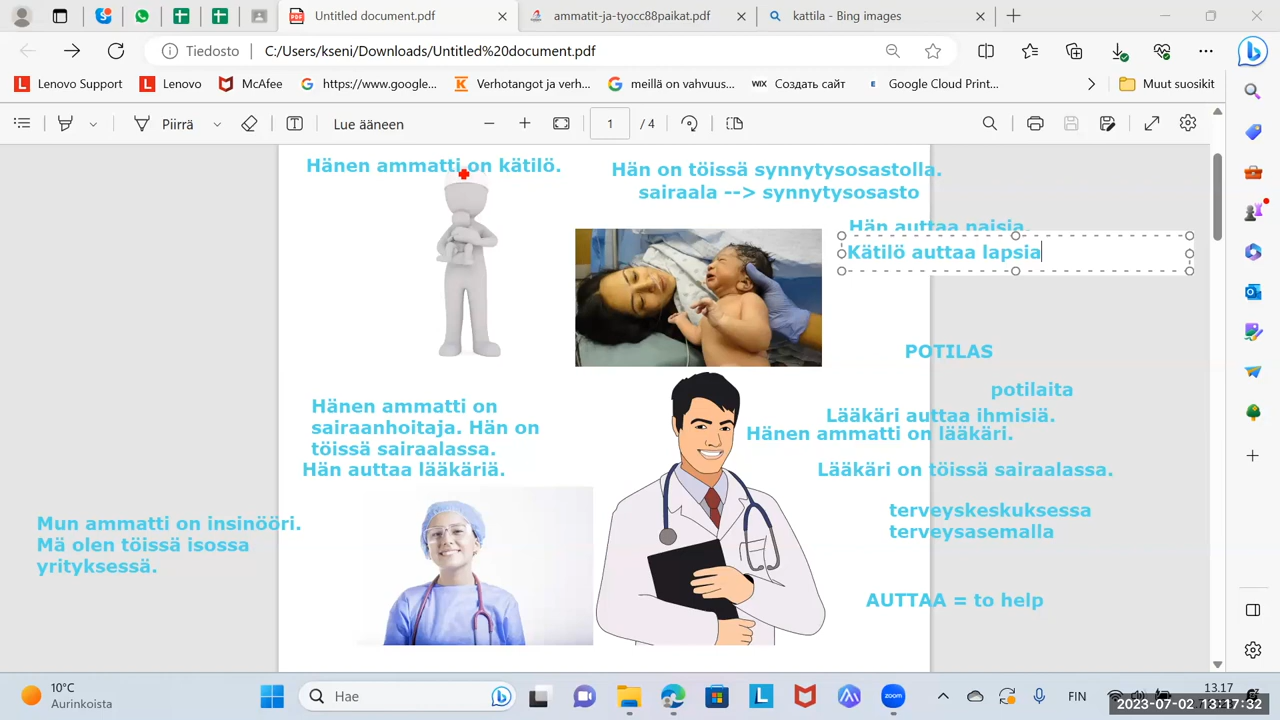 Untitled document.pdf
ammatit-ja-tyocc88paikat.pdf
kattila - Bing images
Tiedosto
C:/Users/kseni/Downloads/Untitled%20document.pdf
Lenovo Support
Lenovo
McAfee
https://www.google...
Verhotangot ja verh...
meillä on vahvuus...
WIX
Создать сайт
Google Cloud Print...
Muut suosikit
Piirrä
Lue ääneen
1
/ 4
Hänen ammatti on kätilö.
Hän on töissä synnytysosastolla.
sairaala --> synnytysosasto
Hän auttaa naisia.
Kätilö auttaa lapsia
POTILAS
potilaita
Lääkäri auttaa ihmisiä.
Hänen ammatti on lääkäri.
Lääkäri on töissä sairaalassa.
terveyskeskuksessa
terveysasemalla
AUTTAA = to help
Hänen ammatti on
sairaanhoitaja. Hän on
töissä sairaalassa.
Hän auttaa lääkäriä.
Mun ammatti on insinööri.
Mä olen töissä isossa
yrityksessä.
10°C
Aurinkoista
Hae
zoom
FIN
13.17
2023-07-02 13:17:32